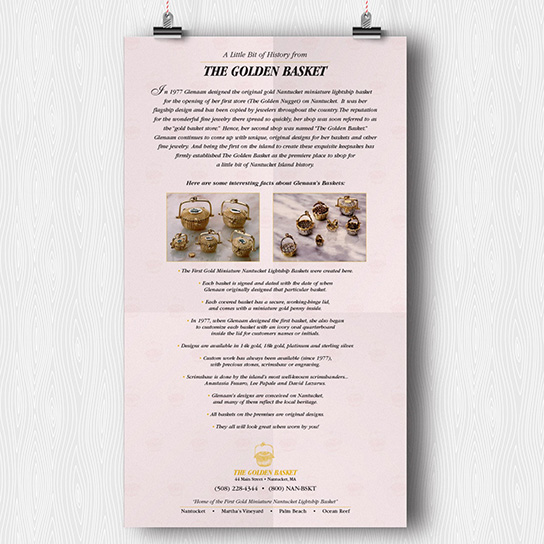 A Little Bit of History from
THE GOLDEN BASKET
In 1977 Glenaan designed the original gold Nantucket miniature lightship basket
for the opening of her first store (The Golden Nugget) on Nantucket. It was her
flagship design and has been copied by jewelers throughout the country. The reputation
for the wonderful fine jewelry there spread so quickly, her shop was soon referred to as
the "gold basket store." Hence, her second shop was named "The Golden Basket."
Glenaan continues to come up with unique, original designs for her baskets and other
fine jewelry. And being the first on the island to create these exquisite keepsakes has
firmly established The Golden Basket as the premiere place to shop for
a little bit of Nantucket Island history.
Here are some interesting facts about Glenaan's Baskets:
• The First Gold Miniature Nantucket Lightship Baskets were created here.
• Each basket is signed and dated with the date of when
Glenaan originally designed that particular basket.
• Each covered basket has a secure, working-hinge lid,
and comes with a miniature gold penny inside.
• In 1977, when Glenaan designed the first basket, she also began
to customize each basket with an ivory oval quarterboard
inside the lid for customers names or initials.
• Designs are available in 14k gold, 18k gold, platinum and sterling silver.
• Custom work has always been available (since 1977),
with precious stones, scrimshaw or engraving.
• Scrimshaw is done by the island's most well-known scrimshanders..
Anastasia Fusaro, Lee Papale and David Lazarus.
• Glenaan's designs are conceived on Nantucket,
and many of them reflect the local heritage.
• All baskets on the premises are original designs.
• They all will look great when worn by you!
THE GOLDEN BASKET
44 Main Street • Nantucket, MA
(508) 228-4344 • (800) NAN-BSKT
"Home of the First Gold Miniature Nantucket Lightship Basket"
Nantucket • Martha's Vineyard • Palm Beach • Ocean Reef